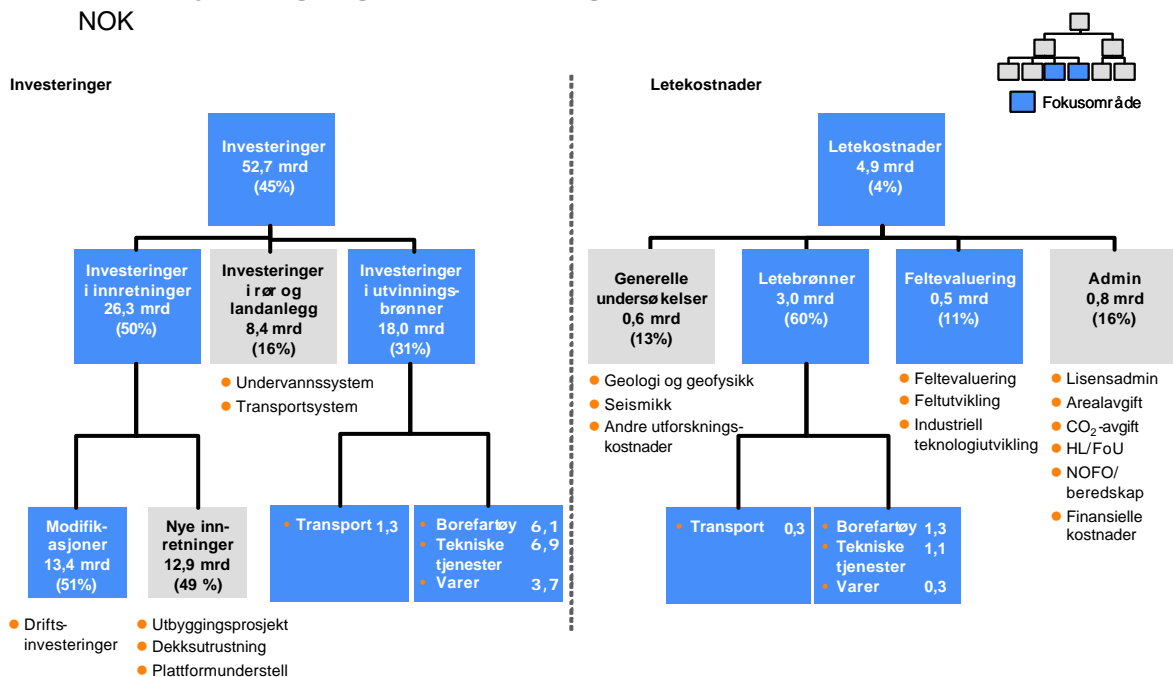 NOK
Fokusområde
Investeringer
Investeringer
52,7 mrd
(45%)
Investeringer
i innretninger
26,3 mrd
(50%)
Investeringer
i rør og
landanlegg
8,4 mrd
(16%)
Investeringer
i utvinnings-
brønner
18,0 mrd
(31%)
Undervannssystem
Transportsystem
Modifik-
asjoner
13,4 mrd
(51%)
Nye inn-
retninger
12,9 mrd
(49 %)
Transport 1,3
Borefartøy 6,1
Tekniske 6,9
tjenester
Varer 3,7
Drifts-
investeringer
Utbyggingsprosjekt
Dekksutrustning
Plattformunderstell
Letekostnader
Letekostnader
4,9 mrd
(4%)
Generelle
undersøkelser
0,6 mrd
(13%)
Letebrønner
3,0 mrd
(60%)
Feltevaluering
0,5 mrd
(11%)
Admin
0,8 mrd
(16%)
Geologi og geofysikk
Seismikk
Andre utforsknings-
kostnader
Feltevaluering
Feltutvikling
Industriell
teknologiutvikling
Lisensadmin
Arealavgift
CO2-avgift
HL/FoU
NOFO/
beredskap
Finansielle
kostnader
Transport 0,3
Borefartøy 1,3
Tekniske 1,1
tjenester
Varer 0,3